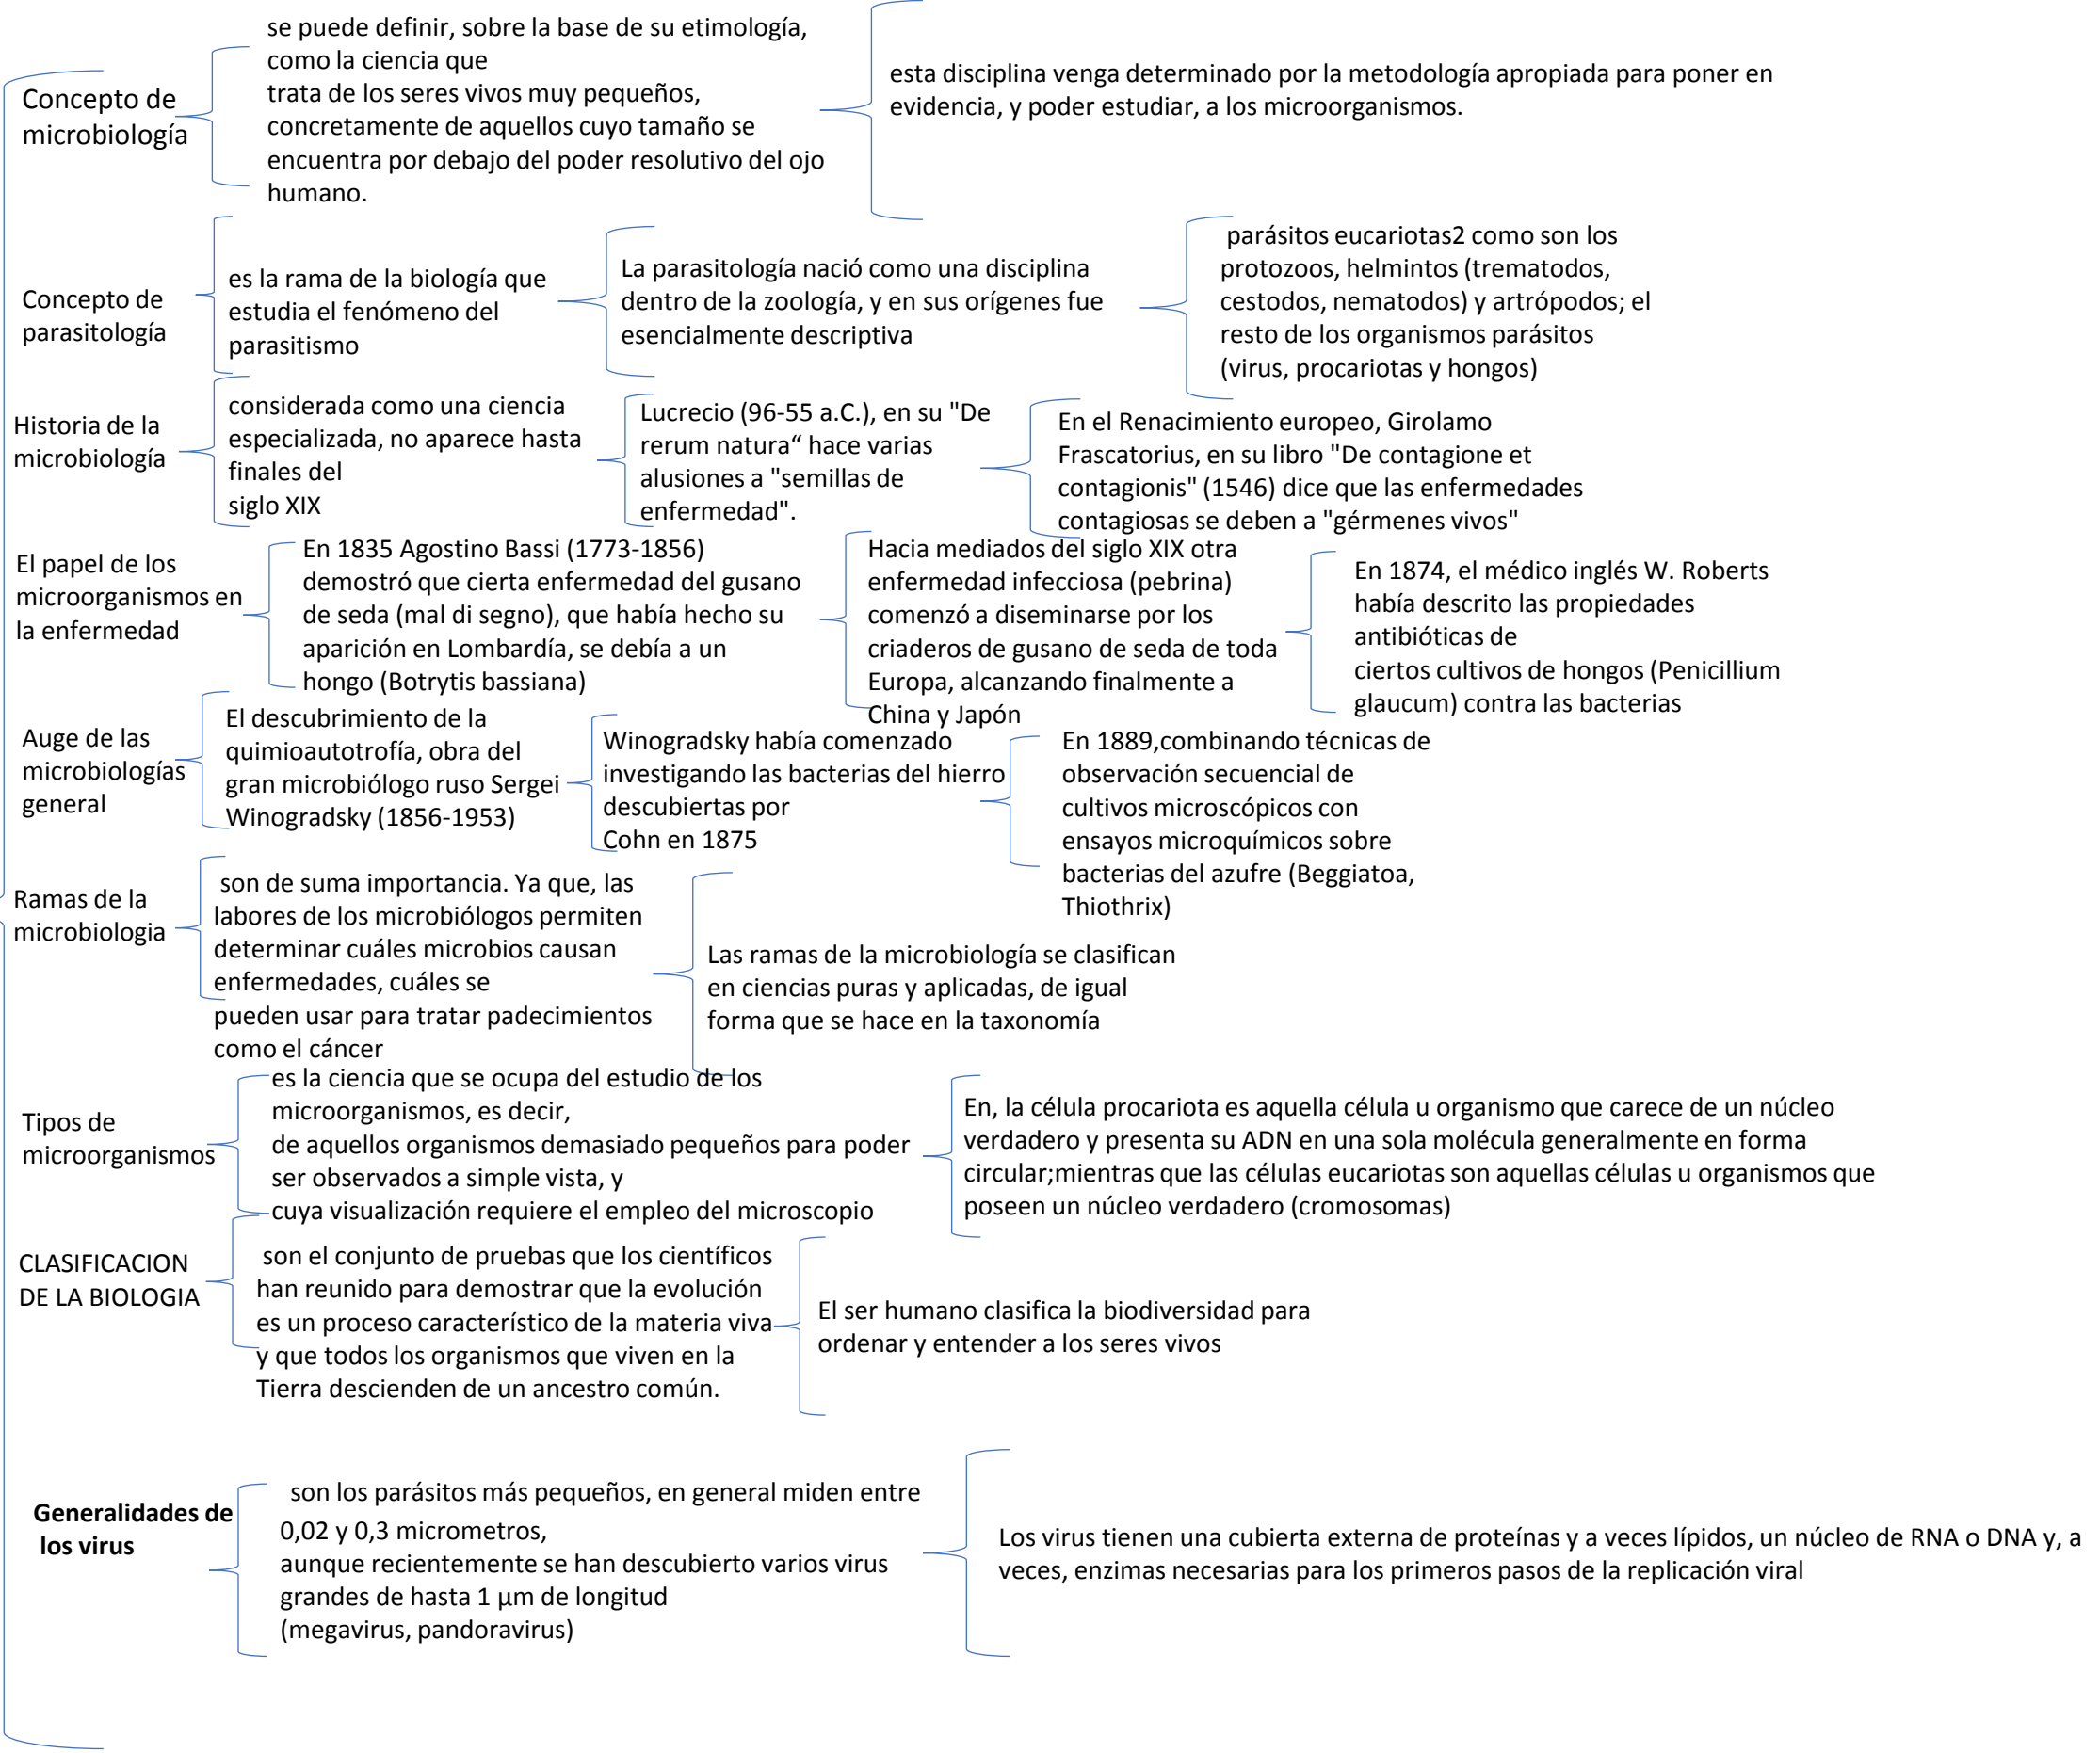 Concepto de
microbiología
se puede definir, sobre la base de su etimología,
como la ciencia que
trata de los seres vivos muy pequeños,
concretamente de aquellos cuyo tamaño se
encuentra por debajo del poder resolutivo del ojo
humano.
esta disciplina venga determinado por la metodología apropiada para poner en
evidencia, y poder estudiar, a los microorganismos.
Concepto de
parasitología
es la rama de la biología que
estudia el fenómeno del
parasitismo
La parasitología nació como una disciplina
dentro de la zoología, y en sus orígenes fue
esencialmente descriptiva
parásitos eucariotas2 como son los
protozoos, helmintos (trematodos,
cestodos, nematodos) y artrópodos; el
resto de los organismos parásitos
(virus, procariotas y hongos)
Historia de la
microbiología
considerada como una ciencia
especializada, no aparece hasta
finales del
siglo XIX
Lucrecio (96-55 a.C.), en su "De
rerum natura“ hace varias
alusiones a "semillas de
enfermedad".
En el Renacimiento europeo, Girolamo
Frascatorius, en su libro "De contagione et
contagionis" (1546) dice que las enfermedades
contagiosas se deben a "gérmenes vivos"
El papel de los
microorganismos en
la enfermedad
En 1835 Agostino Bassi (1773-1856)
demostró que cierta enfermedad del gusano
de seda (mal di segno), que había hecho su
aparición en Lombardía, se debía a un
hongo (Botrytis bassiana)
Hacia mediados del siglo XIX otra
enfermedad infecciosa (pebrina)
comenzó a diseminarse por los
criaderos de gusano de seda de toda
Europa, alcanzando finalmente a
China y Japón
En 1874, el médico inglés W. Roberts
había descrito las propiedades
antibióticas de
ciertos cultivos de hongos (Penicillium
glaucum) contra las bacterias
Auge de las
microbiologías
general
El descubrimiento de la
quimioautotrofía, obra del
gran microbiólogo ruso Sergei
Winogradsky (1856-1953)
Winogradsky había comenzado
investigando las bacterias del hierro
descubiertas por
Cohn en 1875
En 1889,combinando técnicas de
observación secuencial de
cultivos microscópicos con
ensayos microquímicos sobre
bacterias del azufre (Beggiatoa,
Thiothrix)
Ramas de la
microbiologia
son de suma importancia. Ya que, las
labores de los microbiólogos permiten
determinar cuáles microbios causan
enfermedades, cuáles se
pueden usar para tratar padecimientos
como el cáncer
Las ramas de la microbiología se clasifican
en ciencias puras y aplicadas, de igual
forma que se hace en la taxonomía
Tipos de
microorganismos
es la ciencia que se ocupa del estudio de los
microorganismos, es decir,
de aquellos organismos demasiado pequeños para poder
ser observados a simple vista, y
cuya visualización requiere el empleo del microscopio
En, la célula procariota es aquella célula u organismo que carece de un núcleo
verdadero y presenta su ADN en una sola molécula generalmente en forma
circular;mientras que las células eucariotas son aquellas células u organismos que
poseen un núcleo verdadero (cromosomas)
CLASIFICACION
DE LA BIOLOGIA
son el conjunto de pruebas que los científicos
han reunido para demostrar que la evolución
es un proceso característico de la materia viva
y que todos los organismos que viven en la
Tierra descienden de un ancestro común.
El ser humano clasifica la biodiversidad para
ordenar y entender a los seres vivos
Generalidades de
los virus
son los parásitos más pequeños, en general miden entre
0,02 y 0,3 micrometros,
aunque recientemente se han descubierto varios virus
grandes de hasta 1 μm de longitud
(megavirus, pandoravirus)
Los virus tienen una cubierta externa de proteínas y a veces lípidos, un núcleo de RNA o DNA y, a
veces, enzimas necesarias para los primeros pasos de la replicación viral